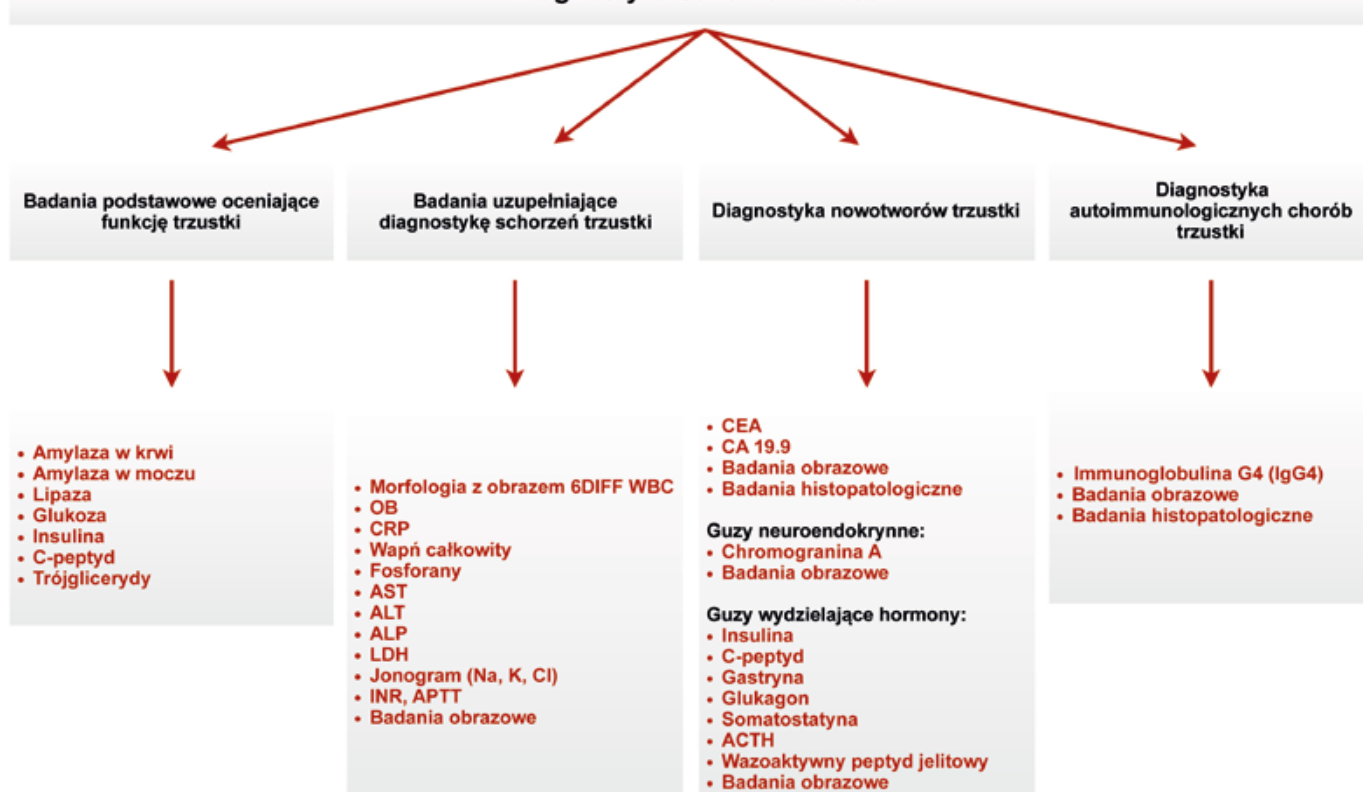 Badania podstawowe oceniające
funkcję trzustki
Badania uzupełniające
diagnostykę schorzeń trzustki
Diagnostyka nowotworów trzustki
Diagnostyka
autoimmunologicznych chorób
trzustki
• Amylaza w krwi
• Amylaza w moczu
• Lipaza
• Glukoza
• Insulina
• C-peptyd
• Trójglicerydy
• Morfologia z obrazem 6DIFF WBC
• OB
• CRP
• Wapń całkowity
• Fosforany
• AST
• ALT
• ALP
• LDH
• Jonogram (Na, K, Cl)
• INR, APTT
• Badania obrazowe
• CEA
• CA 19.9
• Badania obrazowe
• Badania histopatologiczne
Guzy neuroendokrynne:
• Chromogranina A
• Badania obrazowe
Guzy wydzielające hormony:
• Insulina
• C-peptyd
• Gastryna
• Glukagon
• Somatostatyna
• ACTH
• Wazoaktywny peptyd jelitowy
• Badania obrazowe
• Immunoglobulina G4 (IgG4)
• Badania obrazowe
• Badania histopatologiczne